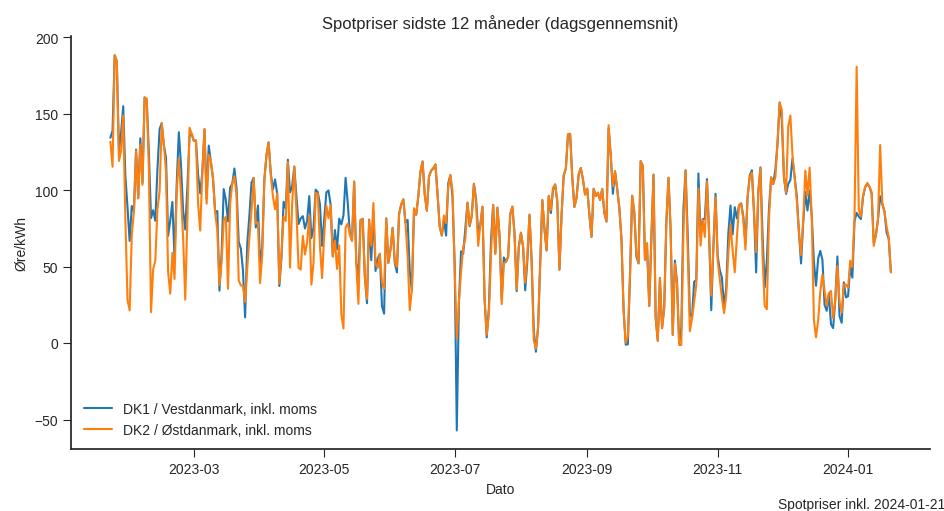 Spotpriser sidste 12 måneder (dagsgennemsnit)
Øre/kWh
200
150
100
50
0
−50
DK1 / Vestdanmark, inkl. moms
DK2 / Østdanmark, inkl. moms
2023-03 2023-05 2023-07 2023-09 2023-11 2024-01
Dato
Spotpriser inkl. 2024-01-21